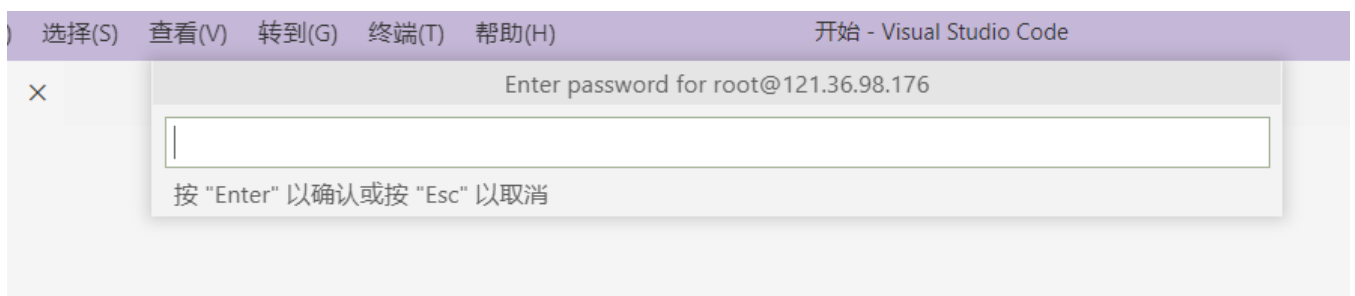 ) 选择(S) 查看(V) 转到(G) 终端(T) 帮助(H) 开始 - Visual Studio Code
Enter password for root@121.36.98.176
按 "Enter" 以确认或按 "Esc" 以取消